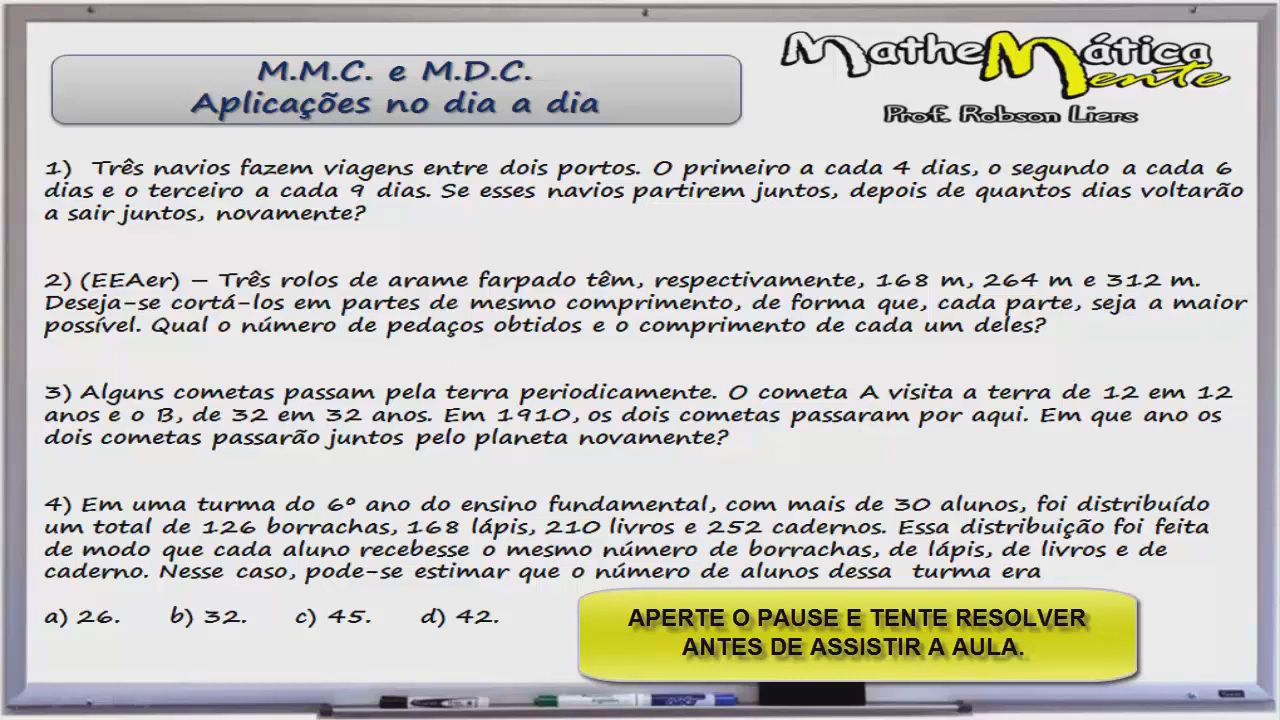 M.M.C. e M.D.C.
Aplicações no dia a dia
MatheMática
mente
Prof. Robson Liers
1) Três navios fazem viagens entre dois portos. O primeiro a cada 4 dias, o segundo a cada 6
dias e o terceiro a cada 9 dias. Se esses navios partirem juntos, depois de quantos dias voltarão
a sair juntos, novamente?
2) (EEAer) – Três rolos de arame farpado têm, respectivamente, 168 m, 264 m e 312 m.
Deseja-se cortá-los em partes de mesmo comprimento, de forma que, cada parte, seja a maior
possível. Qual o número de pedaços obtidos e o comprimento de cada um deles?
3) Alguns cometas passam pela terra periodicamente. O cometa A visita a terra de 12 em 12
anos e o B, de 32 em 32 anos. Em 1910, os dois cometas passaram por aqui. Em que ano os
dois cometas passarão juntos pelo planeta novamente?
4) Em uma turma do 6º ano do ensino fundamental, com mais de 30 alunos, foi distribuído
um total de 126 borrachas, 168 lápis, 210 livros e 252 cadernos. Essa distribuição foi feita
de modo que cada aluno recebesse o mesmo número de borrachas, de lápis, de livros e de
caderno. Nesse caso, pode-se estimar que o número de alunos dessa turma era
a) 26. b) 32. c) 45. d) 42.
APERTE O PAUSE E TENTE RESOLVER
ANTES DE ASSISTIR A AULA.